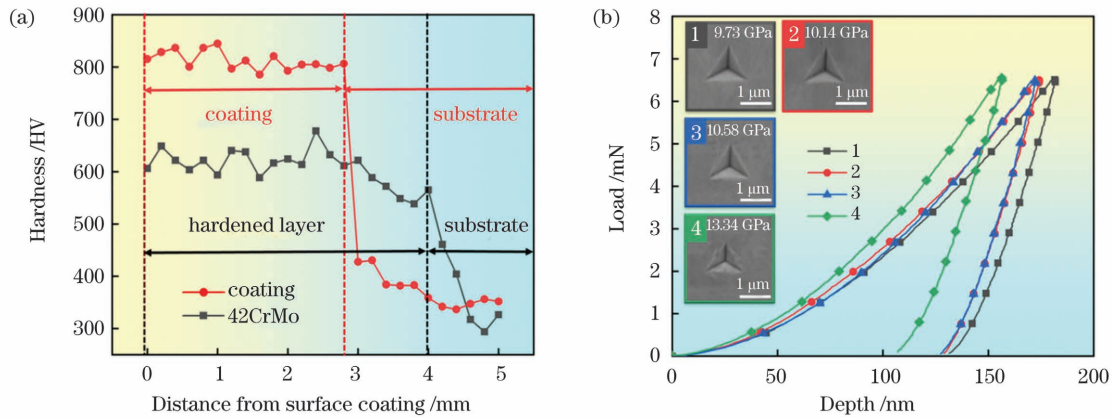 (a)
900
800
700
600
500
400
300
Hardness /HV
coating
substrate
hardened layer
substrate
coating
42CrMo
0
1
2
3
4
5
Distance from surface coating /mm
(b)
8
7
6
5
4
3
2
1
0
Load /mN
1 9.73 GPa
1 μm
2 10.14 GPa
1 μm
3 10.58 GPa
1 μm
4 13.34 GPa
1 μm
1
2
3
4
0
50
100
150
200
Depth /nm